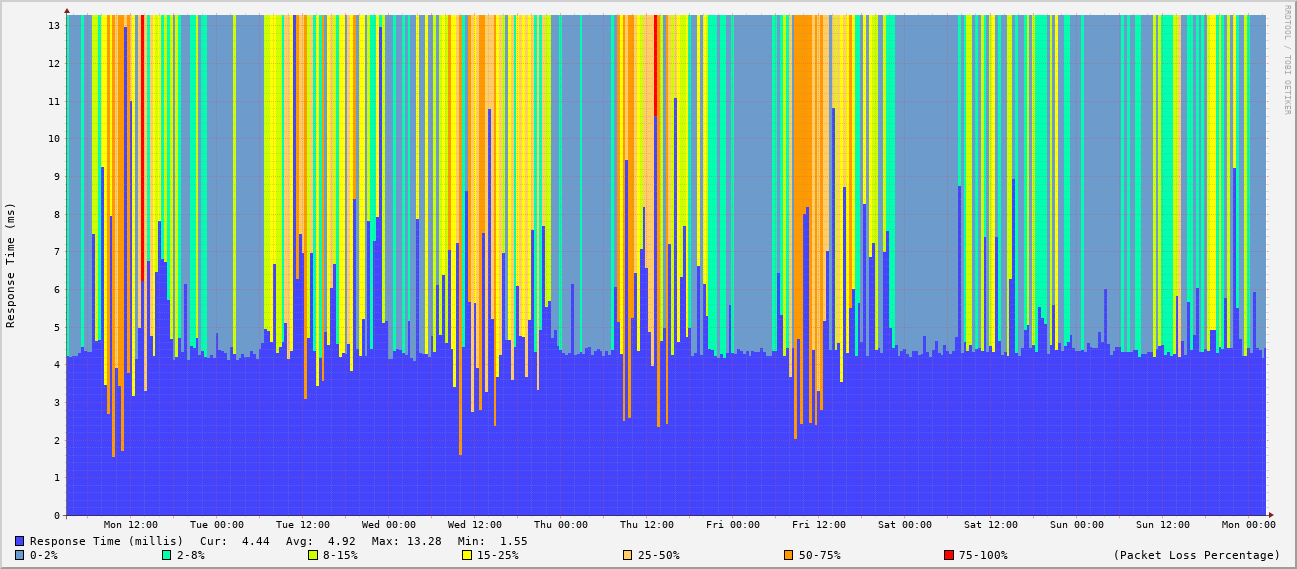 RRDTOOL / TOBI OETIKER
Response Time (ms)
13
12
11
10
9
8
7
6
5
4
3
2
1
0
Mon 12:00 Tue 00:00 Tue 12:00 Wed 00:00 Wed 12:00 Thu 00:00 Thu 12:00 Fri 00:00 Fri 12:00 Sat 00:00 Sat 12:00 Sun 00:00 Sun 12:00 Mon 00:00
Response Time (millis) Cur: 4.44 Avg: 4.92 Max: 13.28 Min: 1.55
0-2% 2-8% 8-15% 15-25% 25-50% 50-75% 75-100% (Packet Loss Percentage)